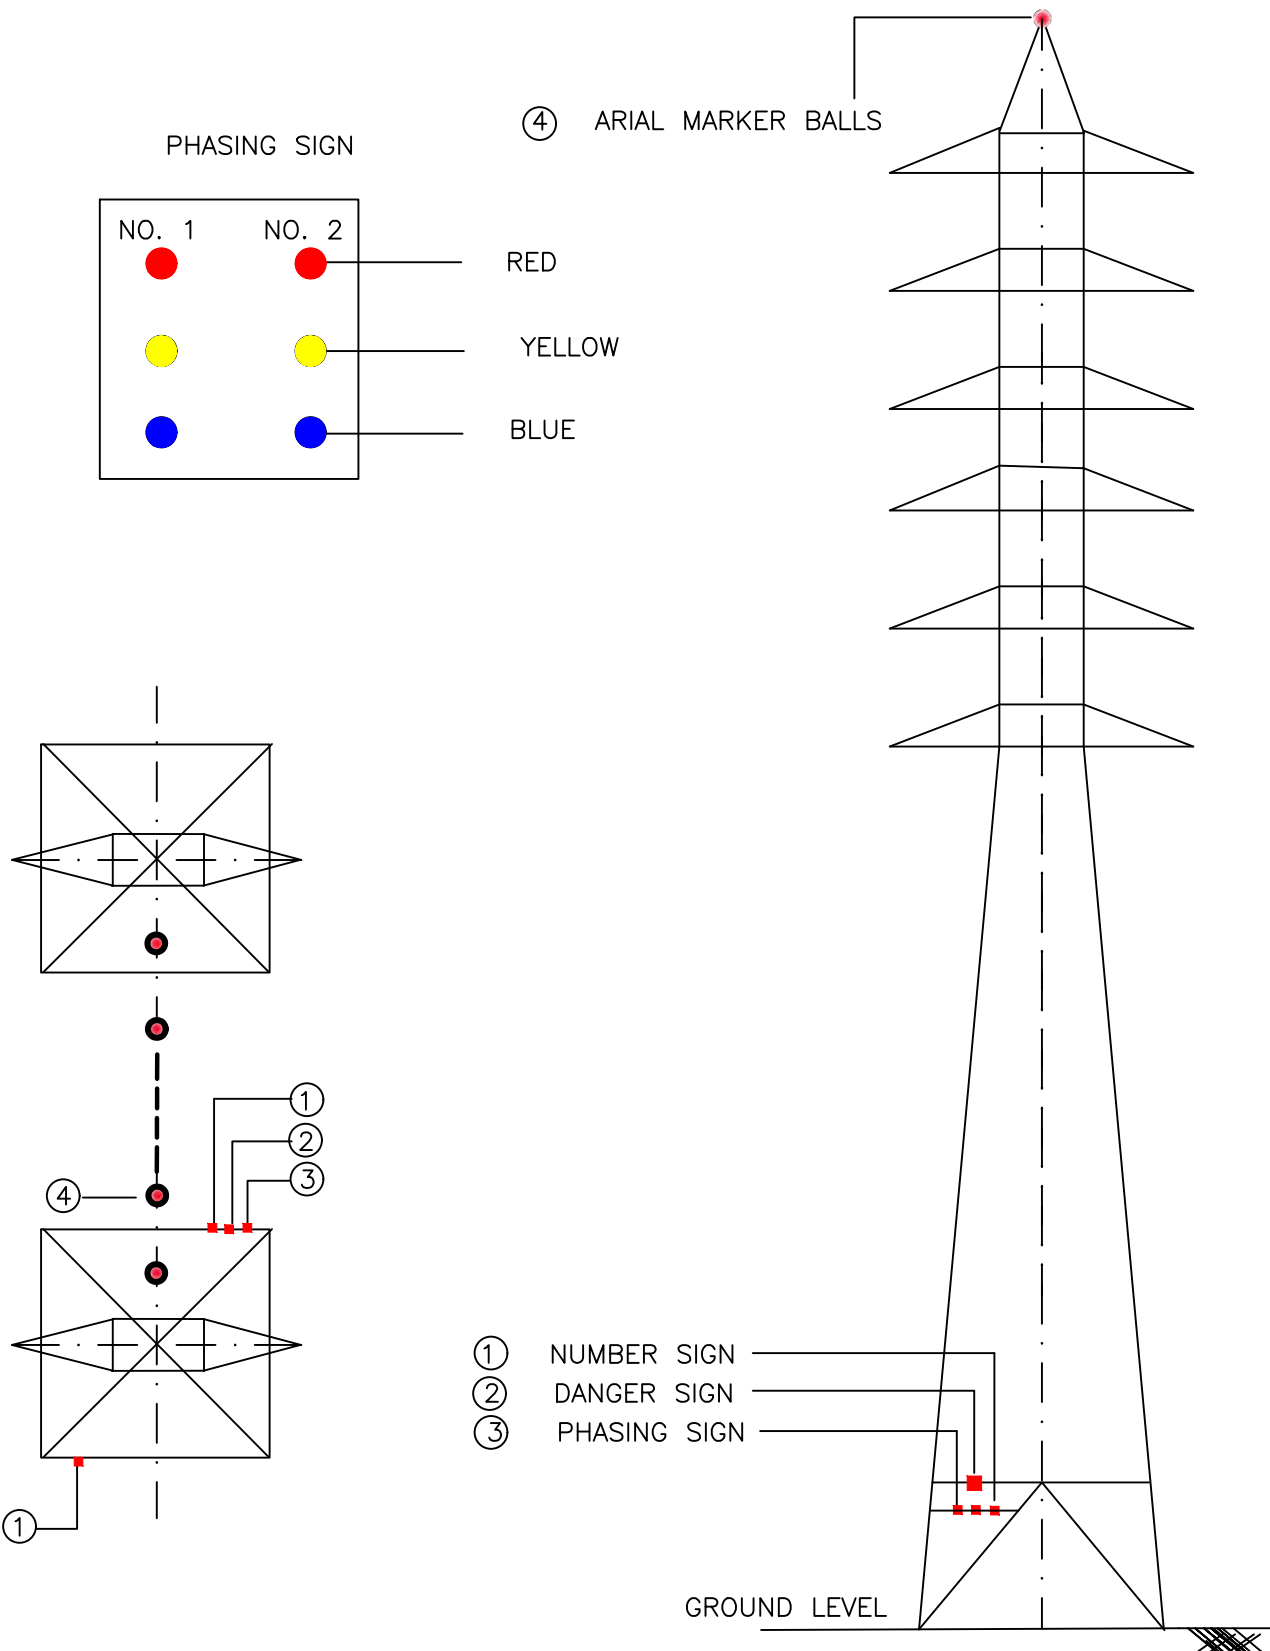 ④ ARIAL MARKER BALLS
PHASING SIGN
NO. 1 NO. 2
RED
YELLOW
BLUE
①
②
③
④
① NUMBER SIGN
② DANGER SIGN
③ PHASING SIGN
①
GROUND LEVEL